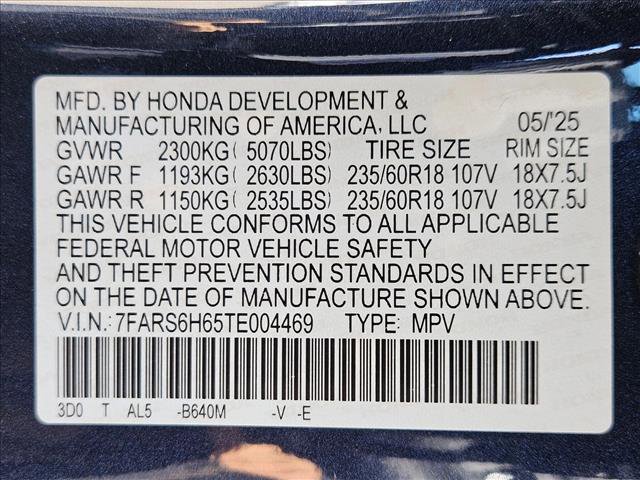 MFD. BY HONDA DEVELOPMENT &
MANUFACTURING OF AMERICA, LLC 05/'25
GVWR 2300KG( 5070LBS) TIRE SIZE RIM SIZE
GAWR F 1193KG( 2630LBS) 235/60R18 107V 18X7.5J
GAWR R 1150KG( 2535LBS) 235/60R18 107V 18X7.5J
THIS VEHICLE CONFORMS TO ALL APPLICABLE
FEDERAL MOTOR VEHICLE SAFETY
AND THEFT PREVENTION STANDARDS IN EFFECT
ON THE DATE OF MANUFACTURE SHOWN ABOVE.
V.I.N.: 7FARS6H65TE004469 TYPE: MPV
3D0 T AL5 -B640M -V -E